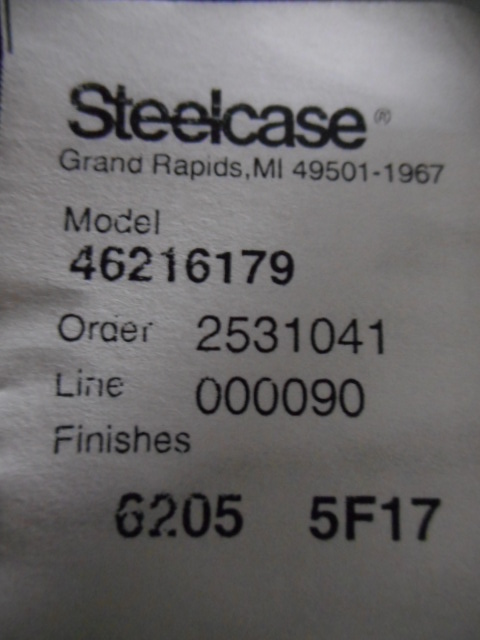 Steelcase®
Grand Rapids,MI 49501-1967
Model
46216179
Order 2531041
Line 000090
Finishes
6205 5F17